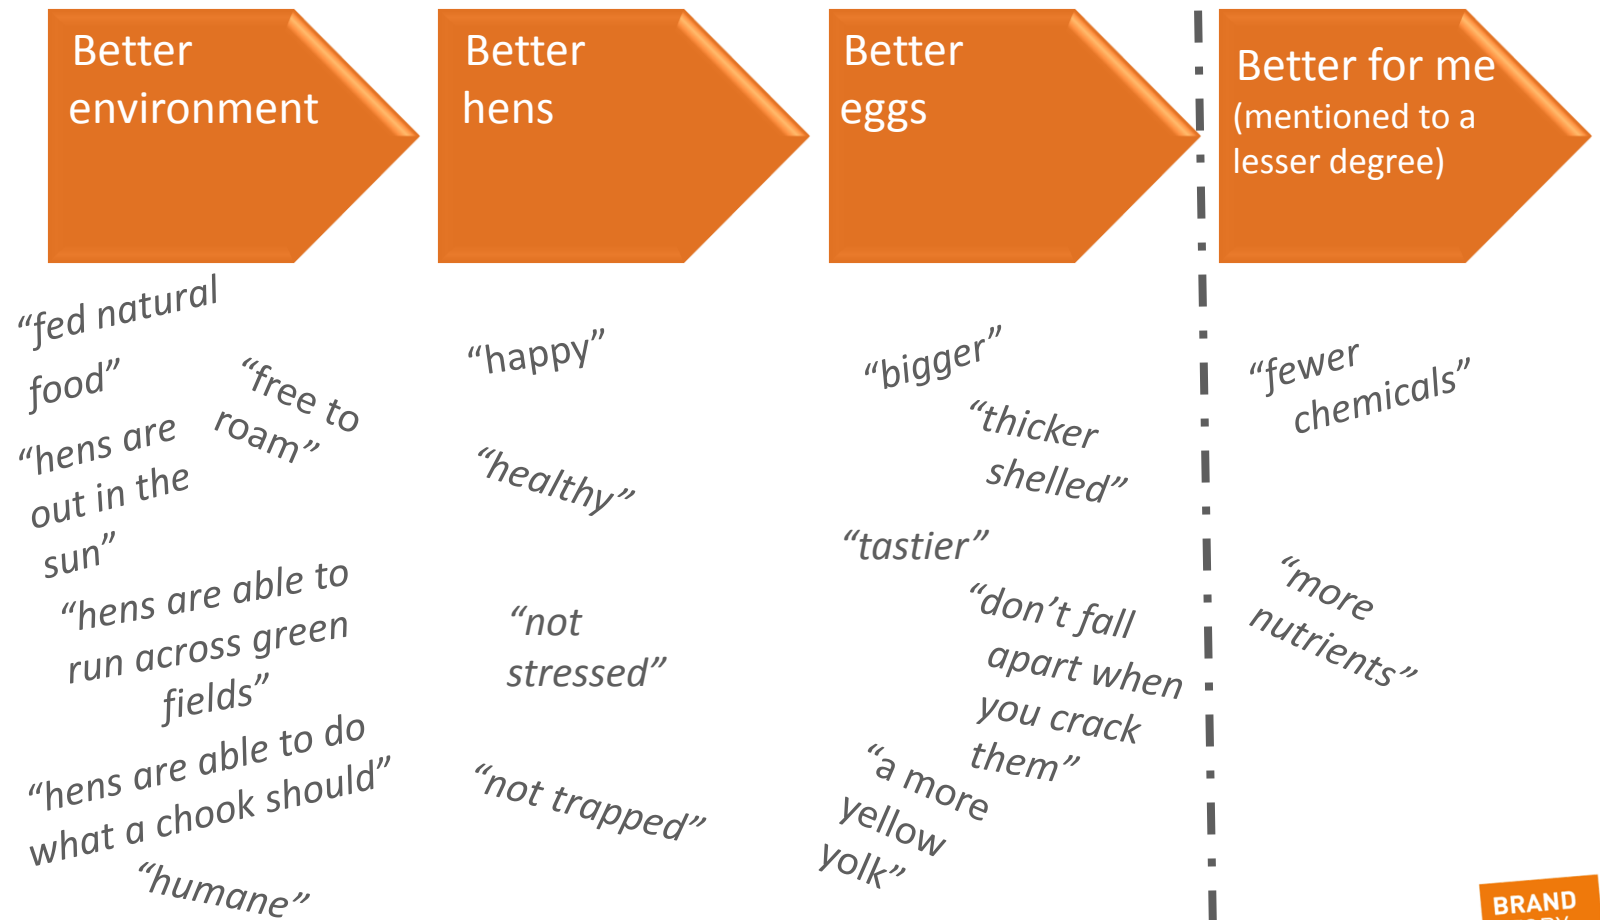 Better
environment
Better
hens
Better
eggs
Better for me
(mentioned to a
lesser degree)
“fed natural
food”
“free to
roam”
“hens are
out in the
sun”
“hens are able to
run across green
fields”
“hens are able to do
what a chook should”
“humane”
“happy”
“healthy”
“not
stressed”
“not trapped”
“bigger”
“thicker
shelled”
“tastier”
“don’t fall
apart when
you crack
them”
“a more
yellow
yolk”
“fewer
chemicals”
“more
nutrients”
BRAND